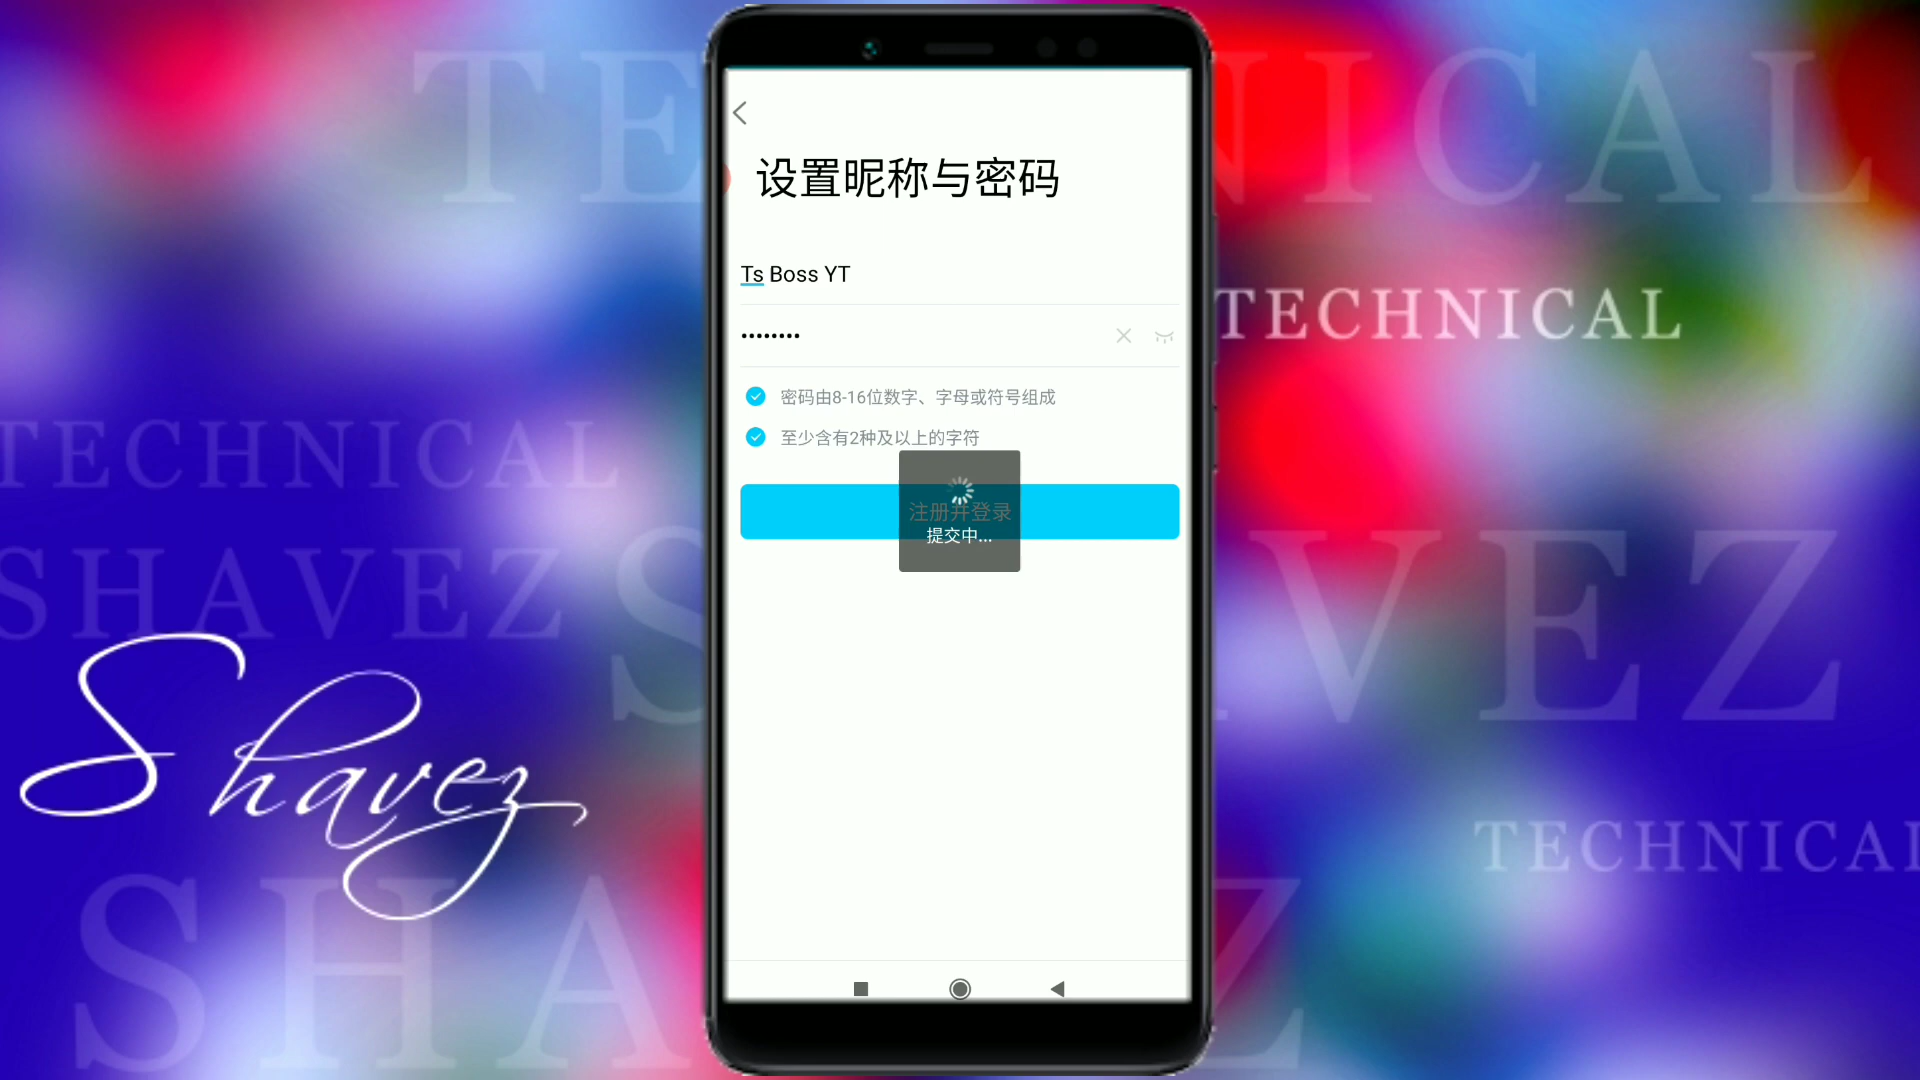 TECHNICAL
设置昵称与密码
Ts Boss YT
TECHNICAL
••••••••
密码由8-16位数字、字母或符号组成
至少含有2种及以上的字符
TECHNICAL
注册并登录
提交中...
SHAVEZ
SHAVEZ
Shavez
TECHNICAL
SHAVEZ